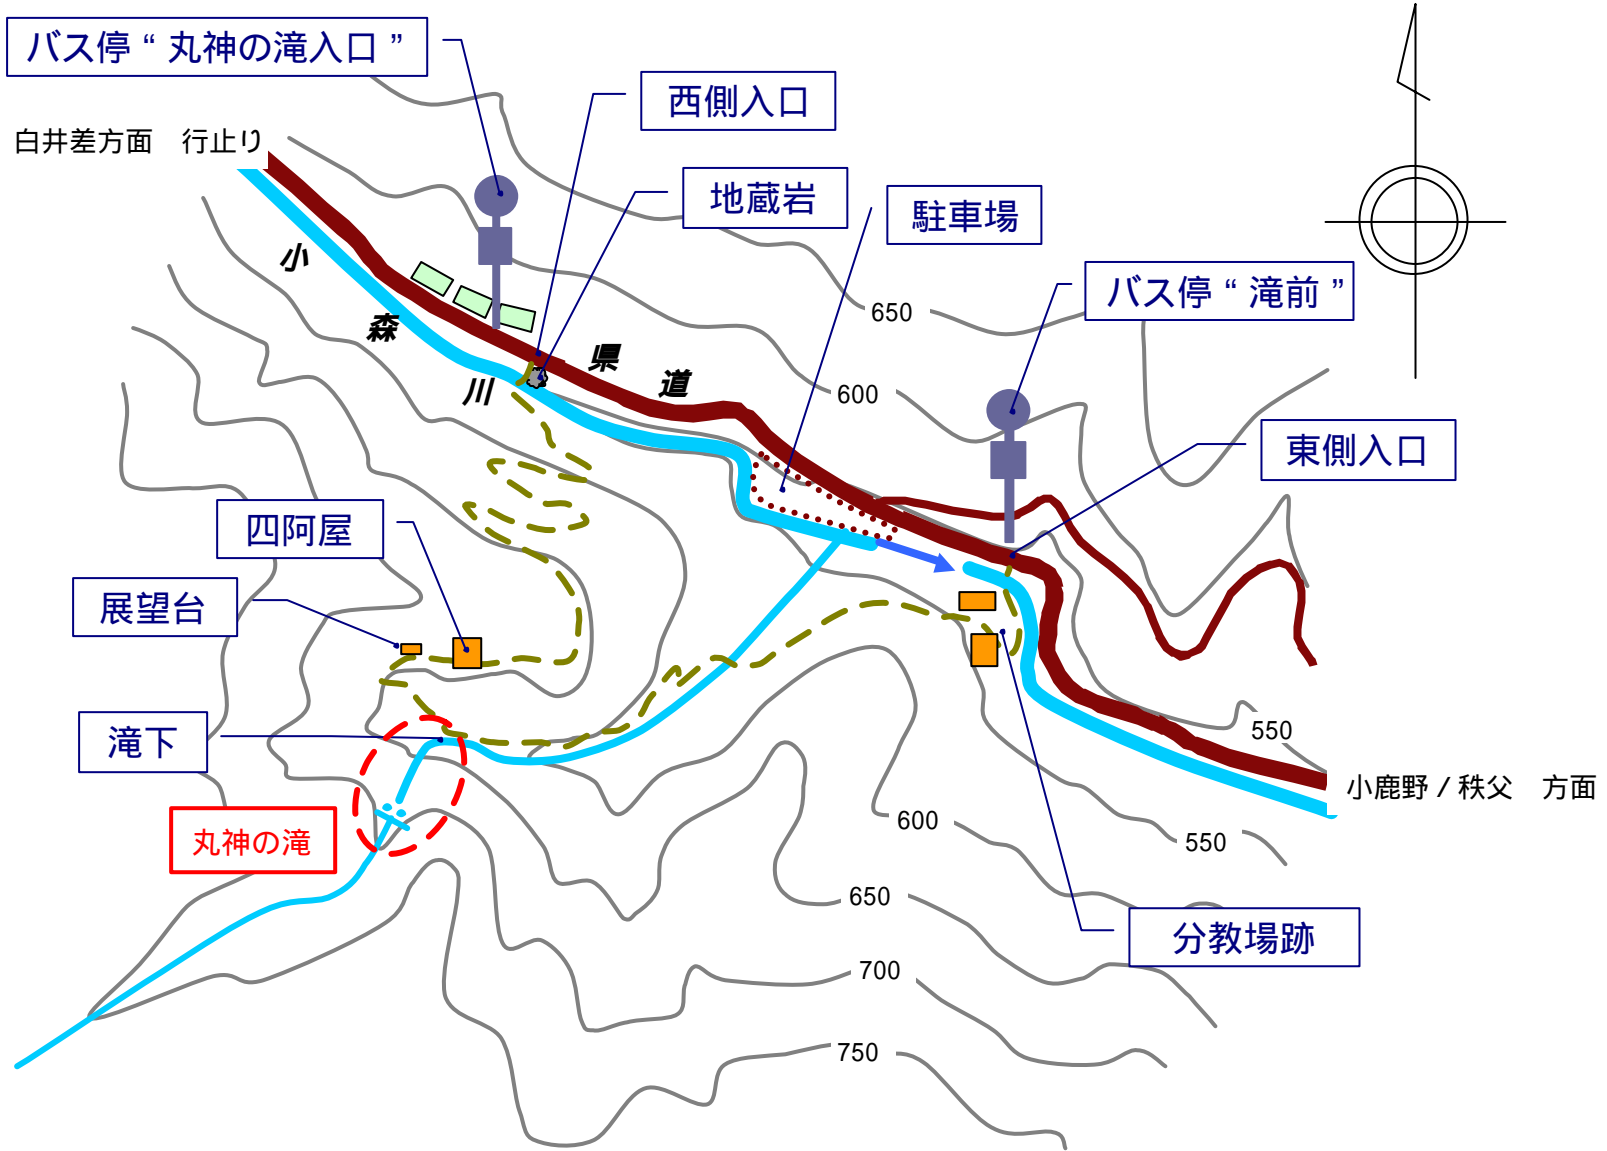 バス停“丸神の滝入口”
西側入口
白井差方面　行止り
地蔵岩
駐車場
小森川
バス停“滝前”
650
県道
600
東側入口
四阿屋
展望台
滝下
550
小鹿野/秩父　方面
丸神の滝
600
550
650
分教場跡
700
750